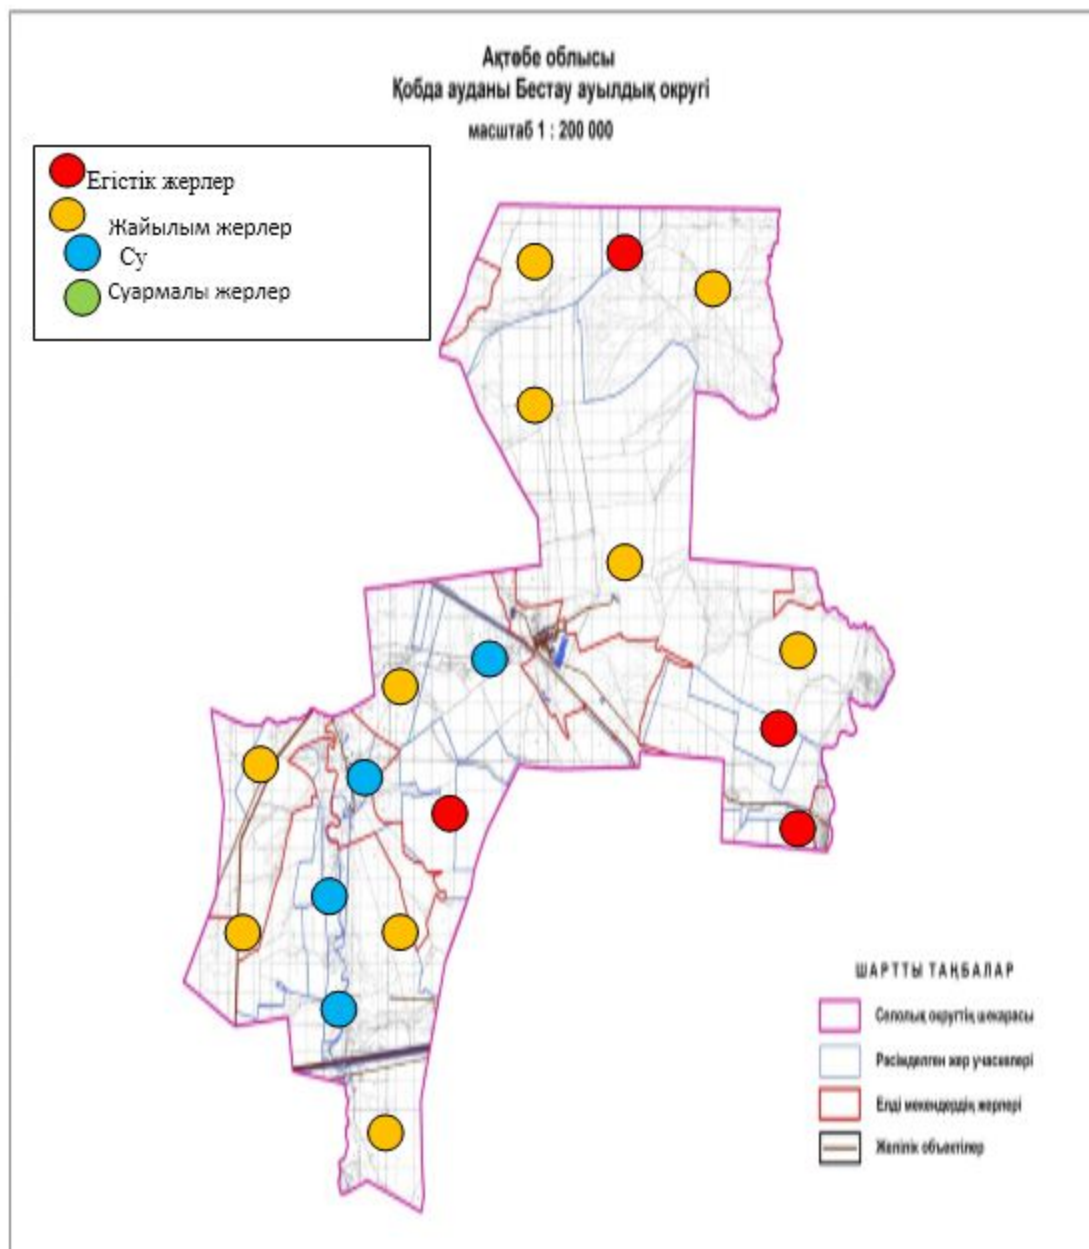 Ақтөбе облысы
Қобда ауданы Бестау ауылдық округі
масштаб 1 : 200 000
Егістік жерлер
Жайылым жерлер
Су
Суармалы жерлер
ШАРТТЫ ТАҢБАЛАР
Селолық округтің шекарасы
Рәсімделген жер учаскелері
Елді мекендердің жерлері
Желілік объектілер